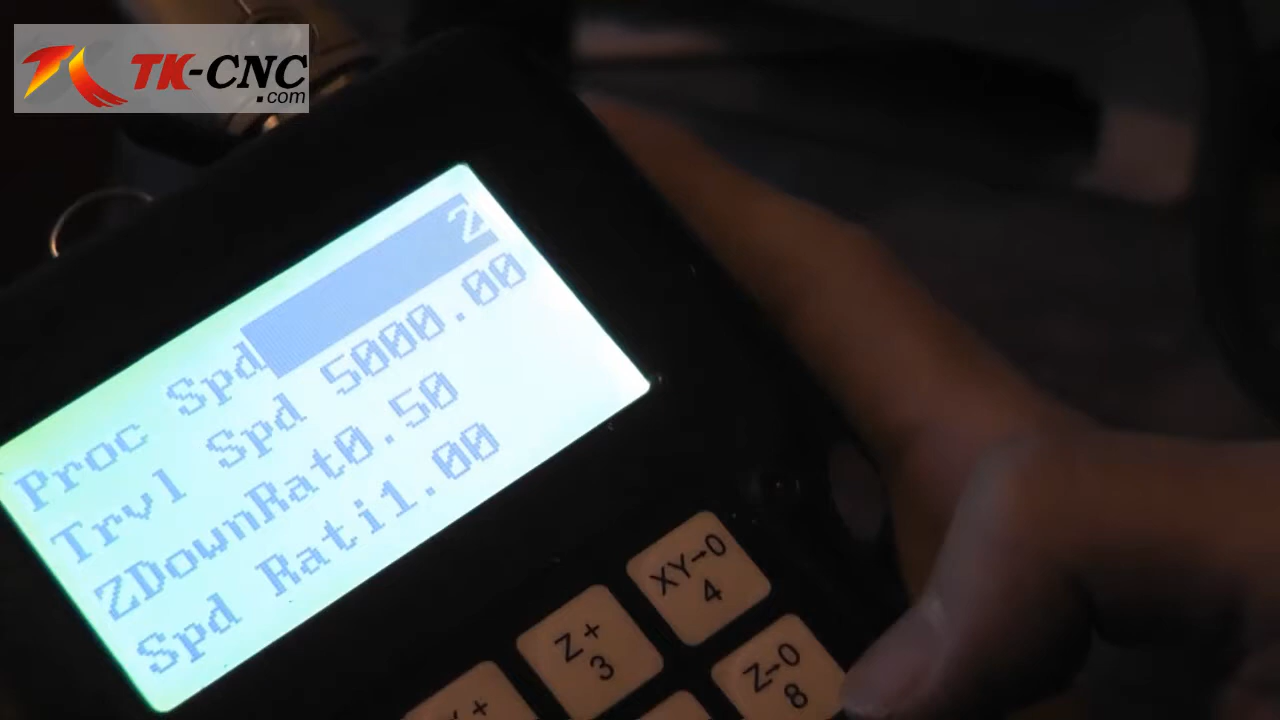 TK-CNC
.com
Proc Spd 2
Trvl Spd 5000.00
ZDownRat0.50
Spd Rati1.00
XY→0
4
Z+
3
Z→0
8